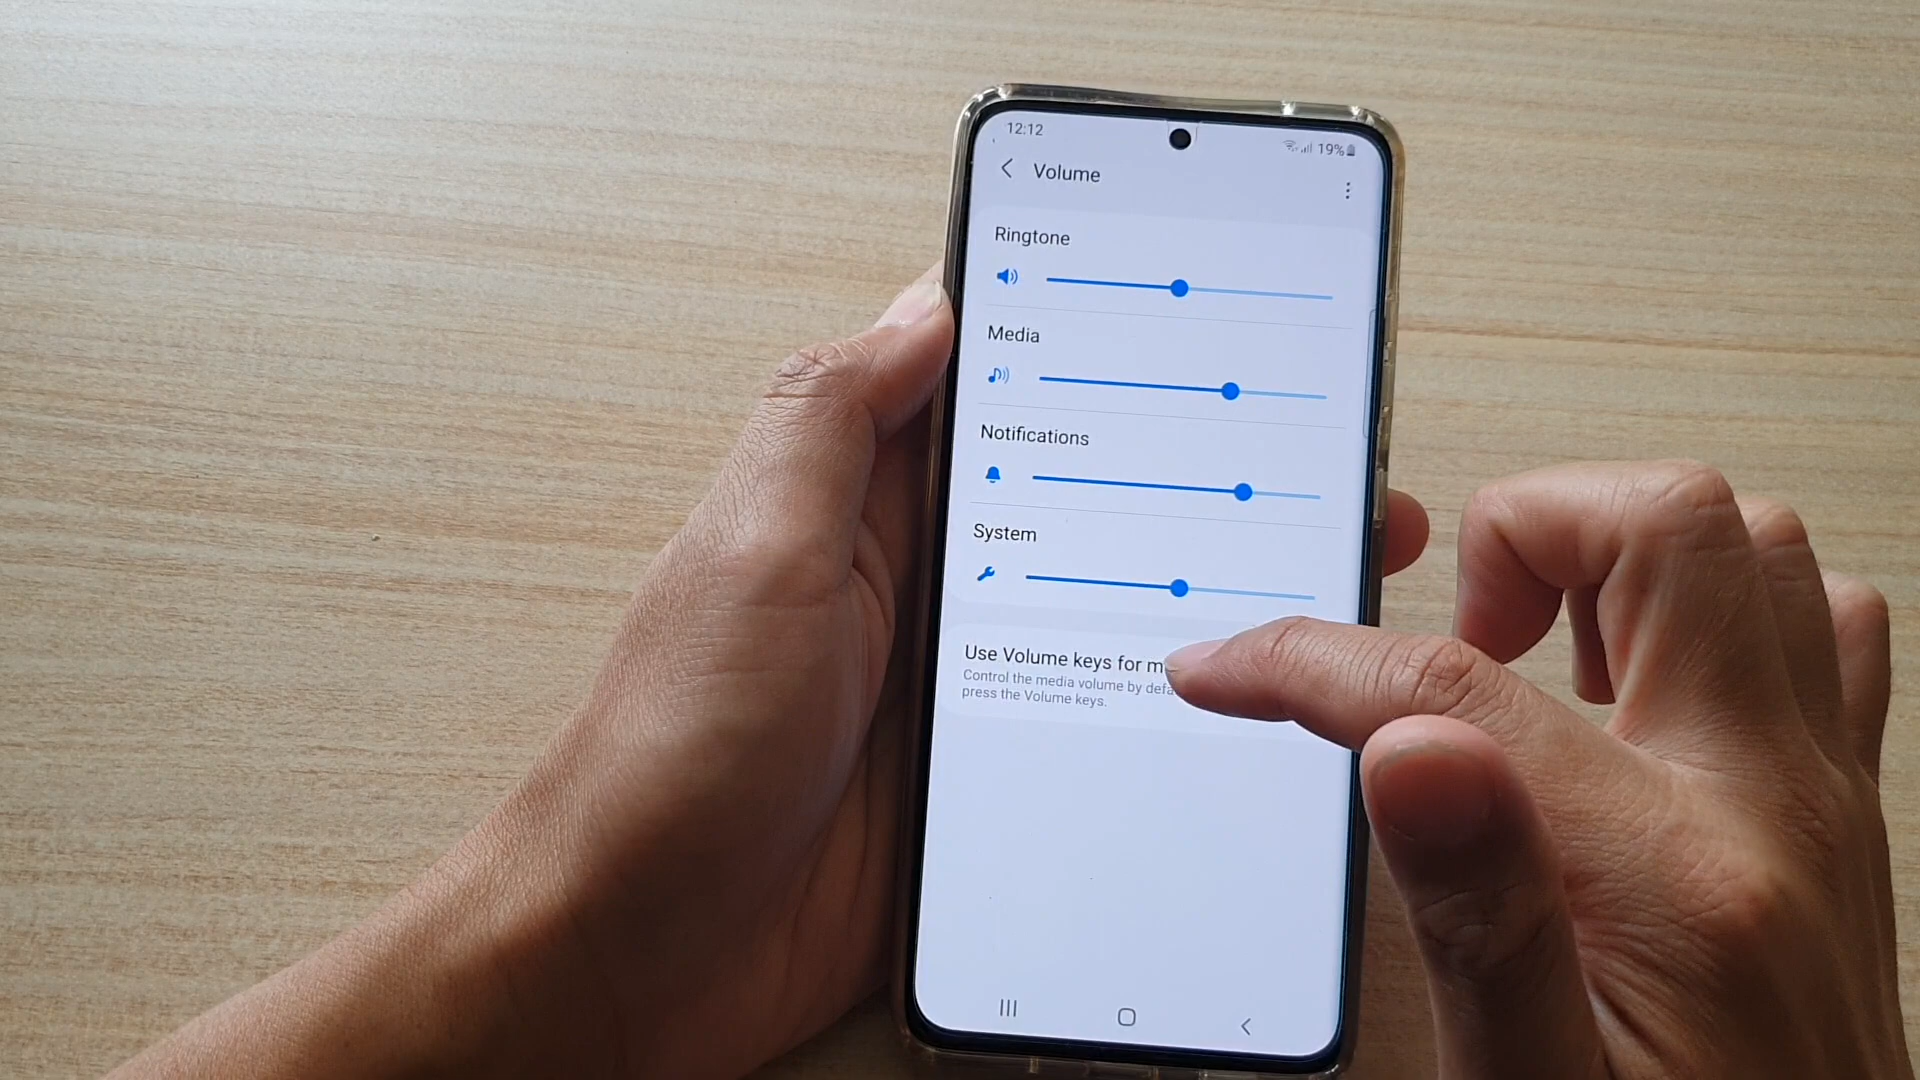 12:12
19%
Volume
Ringtone
Media
Notifications
System
Use Volume keys for
Control the media volume by
press the Volume keys.